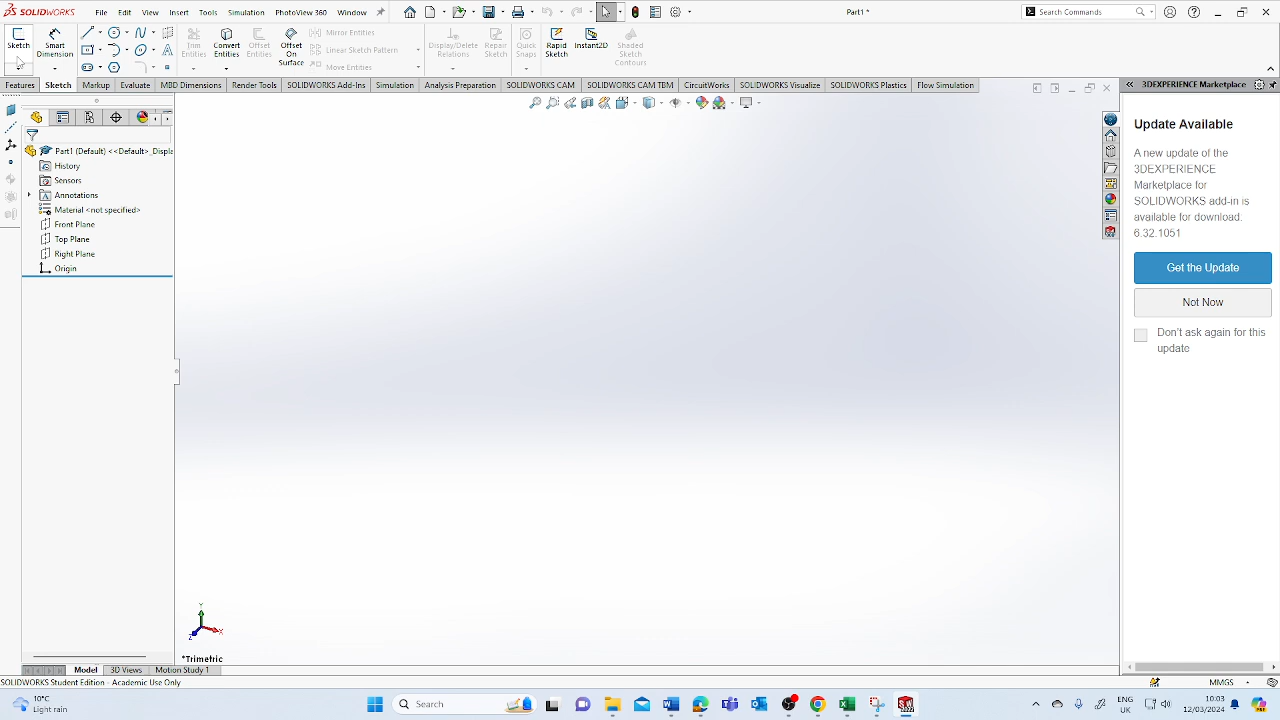 SOLIDWORKS File Edit View Insert Tools Simulation PhotoView 360 Window Part1 * Search Commands
Sketch Smart Dimension Trim Entities Convert Entities Offset Entities Offset On Surface Mirror Entities Linear Sketch Pattern Move Entities Display/Delete Relations Repair Sketch Quick Snaps Rapid Sketch Instant2D Shaded Sketch Contours
Features Sketch Markup Evaluate MBD Dimensions Render Tools SOLIDWORKS Add-Ins Simulation Analysis Preparation SOLIDWORKS CAM SOLIDWORKS CAM TBM CircuitWorks SOLIDWORKS Visualize SOLIDWORKS Plastics Flow Simulation
3DEXPERIENCE Marketplace
Part1 (Default) <<Default>_Displa
History
Sensors
Annotations
Material <not specified>
Front Plane
Top Plane
Right Plane
Origin
Update Available
A new update of the
3DEXPERIENCE
Marketplace for
SOLIDWORKS add-in is
available for download.
6.32.1051
Get the Update
Not Now
Don't ask again for this
update
Y
X
Z
*Trimetric
Model 3D Views Motion Study 1
SOLIDWORKS Student Edition - Academic Use Only MMGS
10°C
Light rain
Search
ENG
UK
10:03
12/03/2024